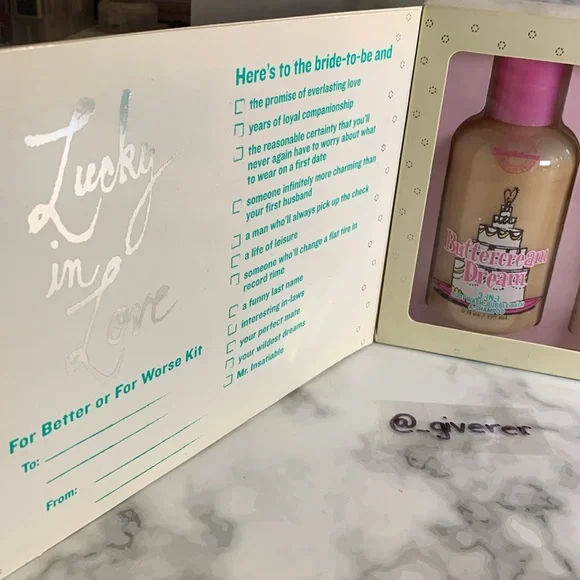 Lucky
in
Love
For Better or For Worse Kit
To:
From:
Here's to the bride-to-be and
the promise of everlasting love
years of loyal companionship
the reasonable certainty that you'll
never again have to worry about what
to wear on a first date
someone infinitely more charming than
your first husband
a man who'll always pick up the check
a life of leisure
someone who'll change a flat tire in
record time
a funny last name
interesting in-laws
your perfect mate
your wildest dreams
Mr. Insatiable
Buttercream
Dream
3-IN-1
@_giverer